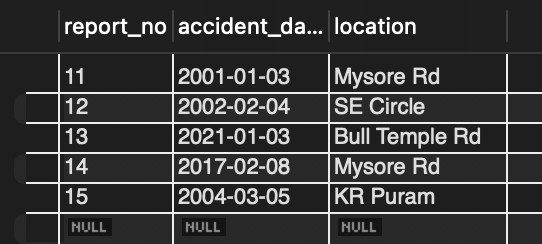 report_no accident_da... location
11 2001-01-03 Mysore Rd
12 2002-02-04 SE Circle
13 2021-01-03 Bull Temple Rd
14 2017-02-08 Mysore Rd
15 2004-03-05 KR Puram
NULL NULL NULL